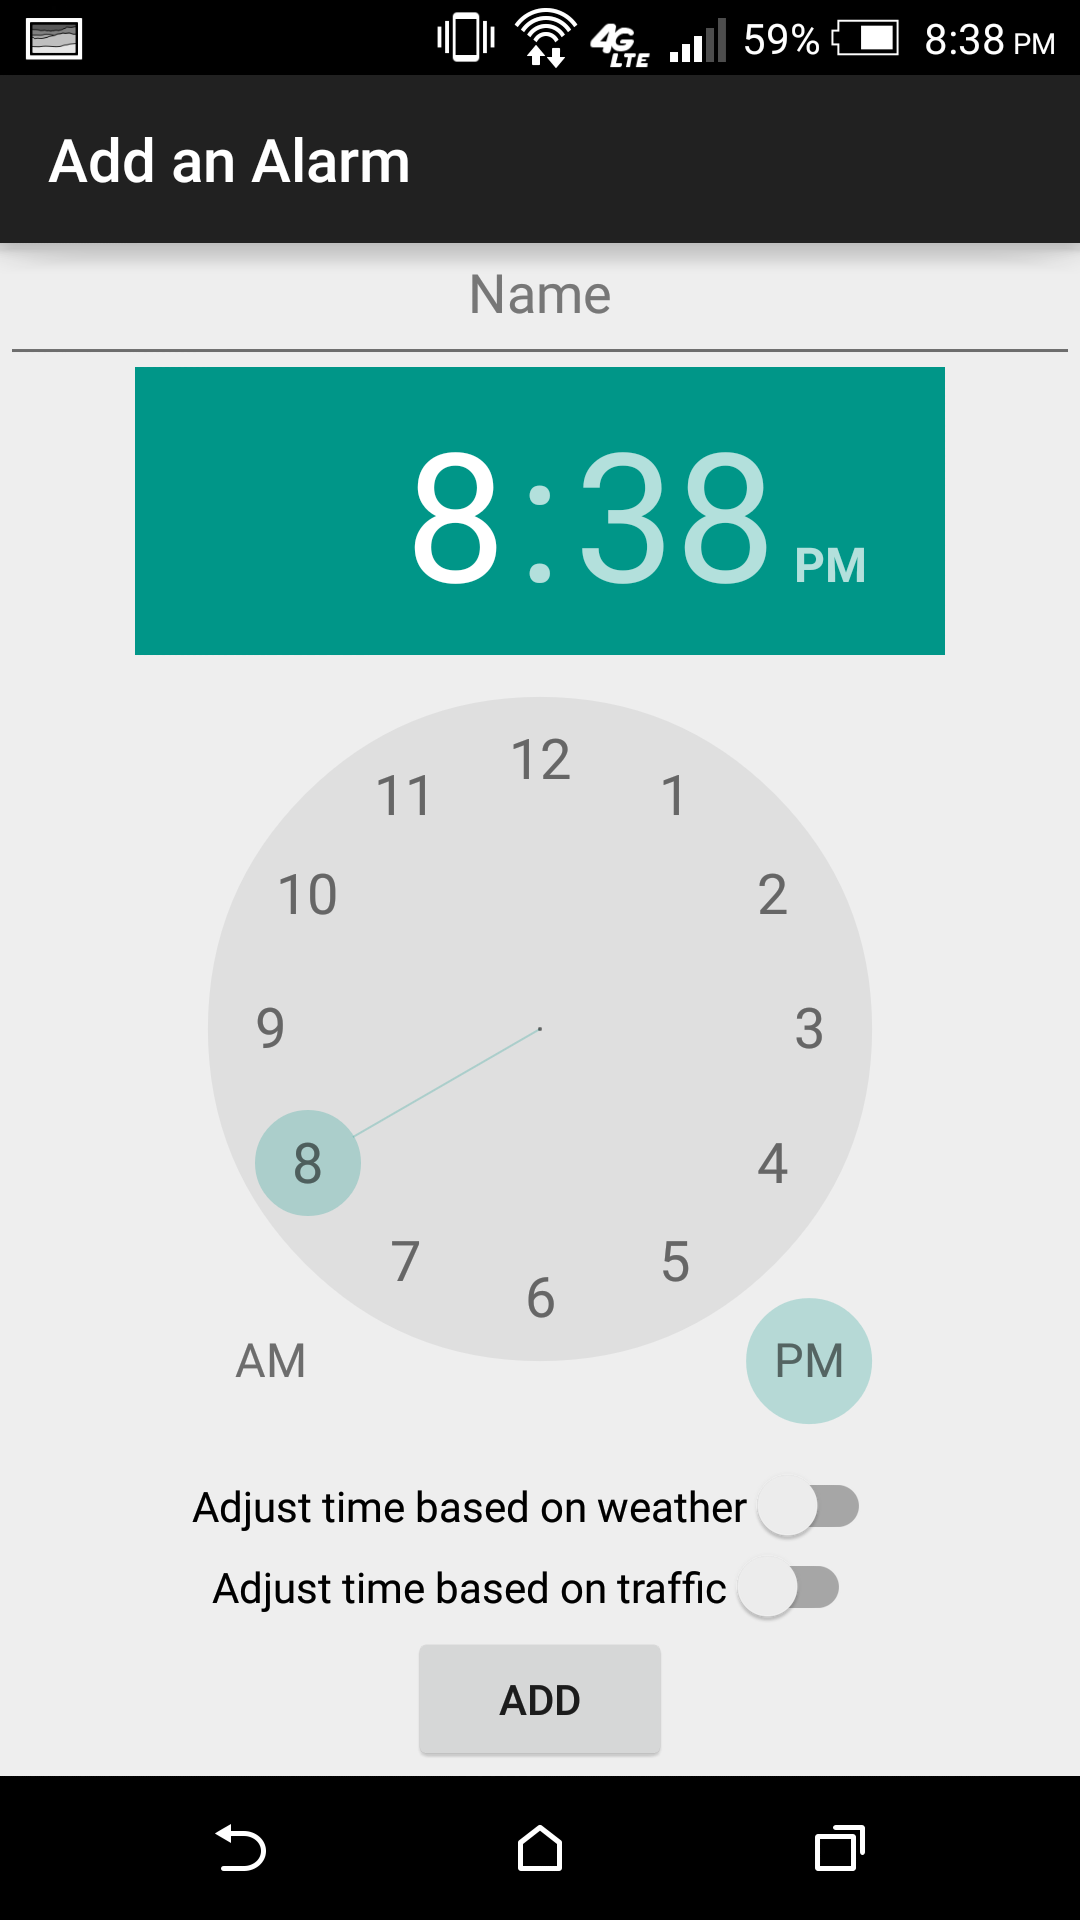 4G LTE 59% 8:38 PM
Add an Alarm
Name
8:38 PM
12
11 1
10 2
9 3
8 4
7 5
6
AM PM
Adjust time based on weather
Adjust time based on traffic
ADD